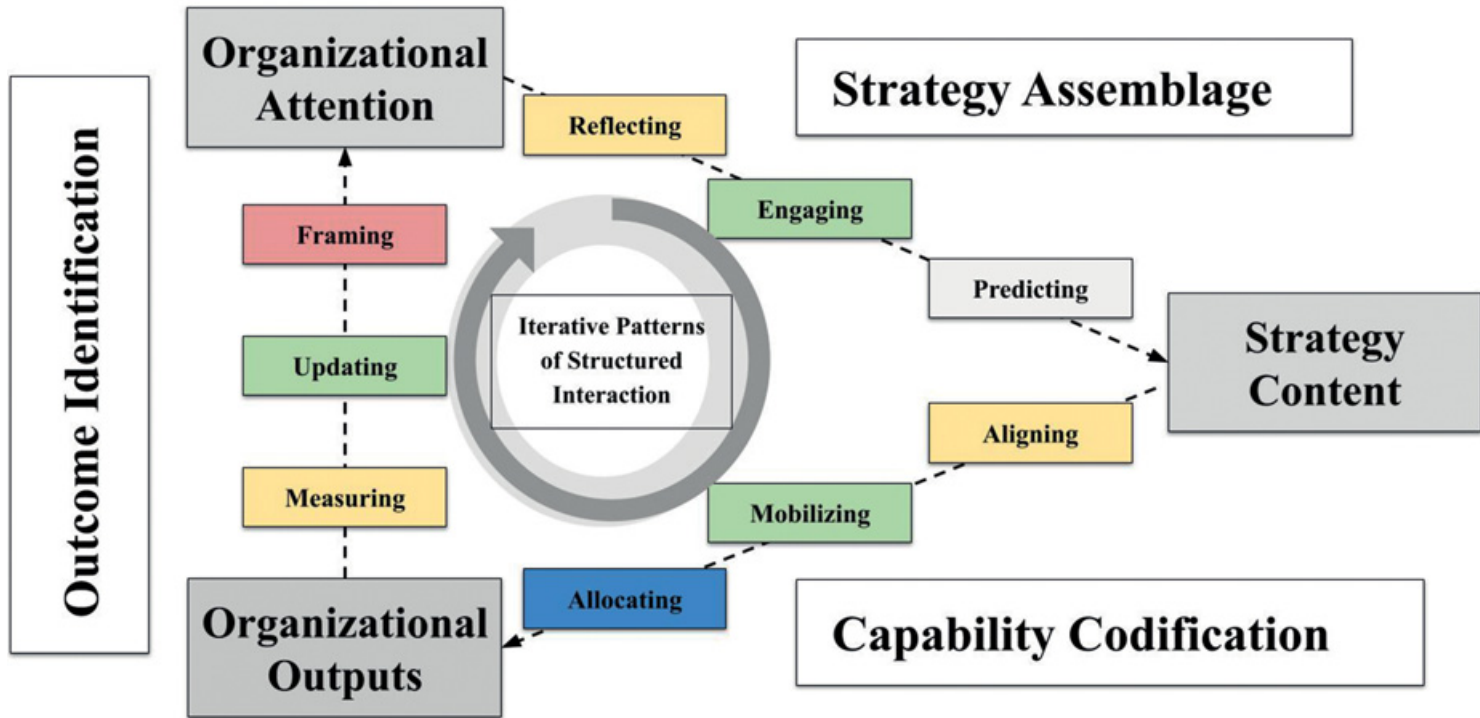 Organizational
Attention
Strategy Assemblage
Reflecting
Engaging
Framing
Predicting
Iterative Patterns
of Structured
Interaction
Strategy
Content
Updating
Aligning
Measuring
Mobilizing
Allocating
Organizational
Outputs
Capability Codification
Outcome Identification